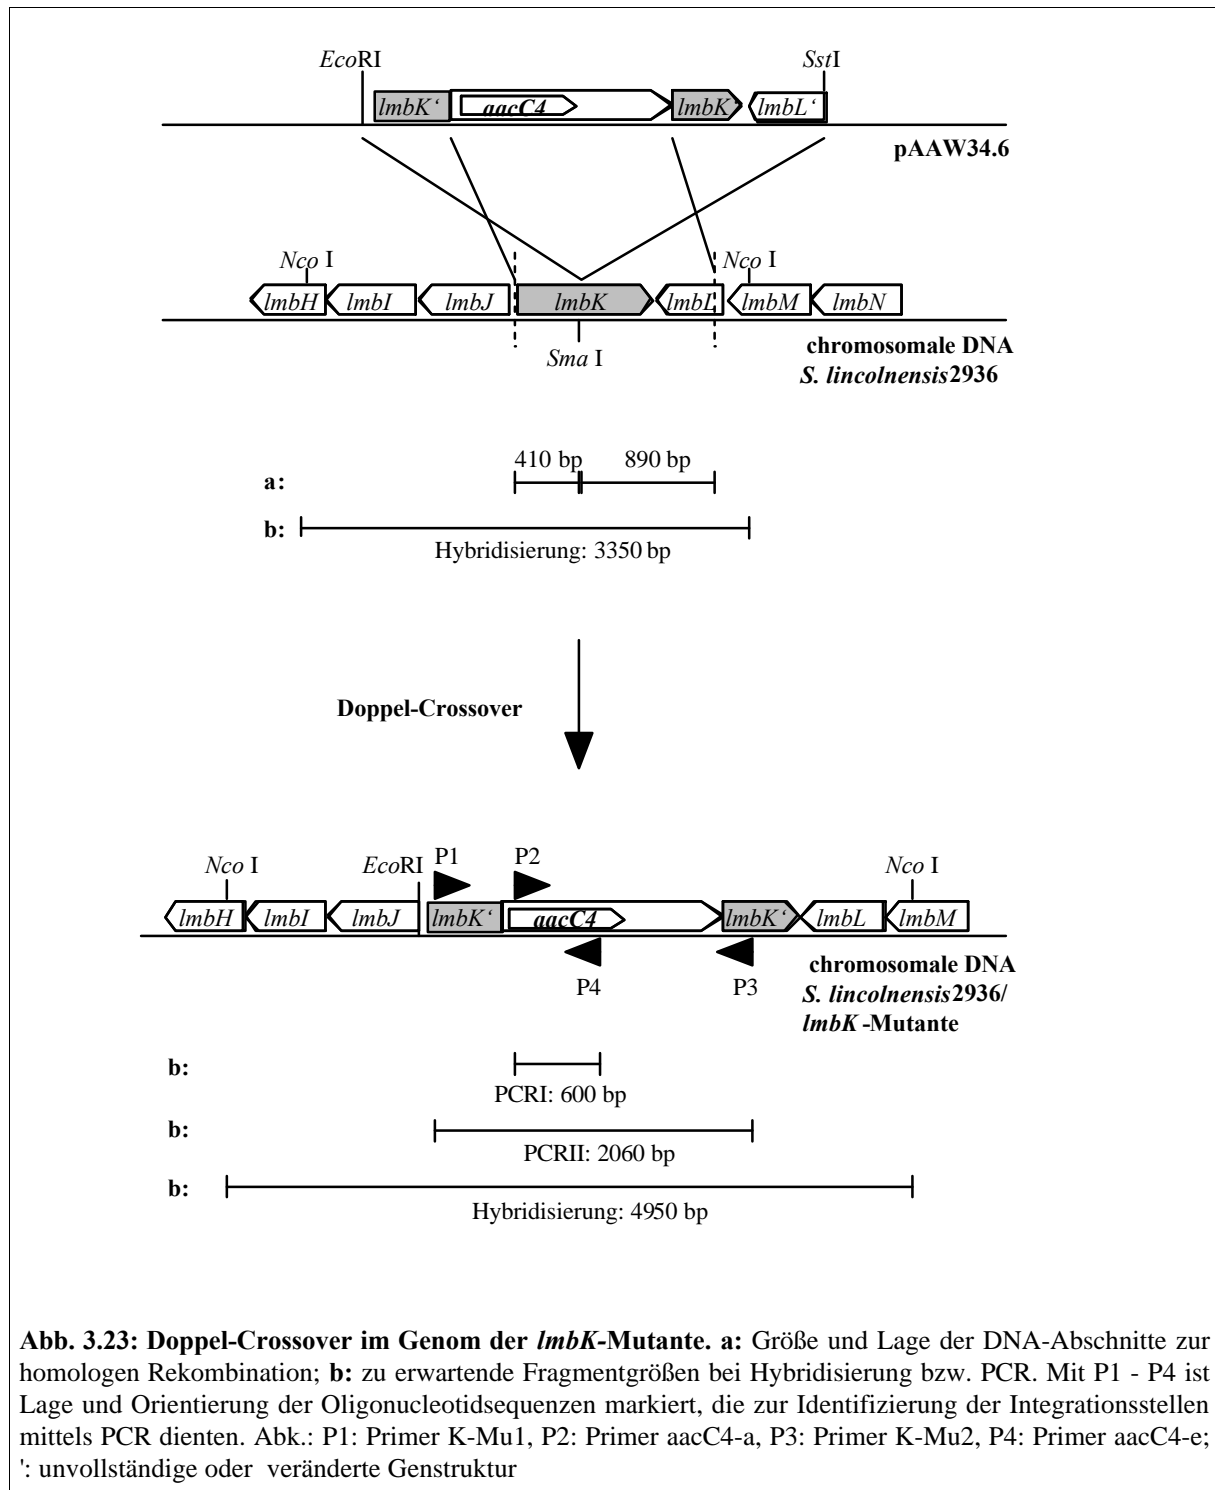 EcoRI SstI
lmbK‘ aacC4 lmbK‘ lmbL‘
pAAW34.6
Nco I Nco I
lmbH lmbI lmbJ lmbK lmbL lmbM lmbN
Sma I
chromosomale DNA
S. lincolnensis2936
410 bp 890 bp
a:
b:
Hybridisierung: 3350 bp
Doppel-Crossover
P1 P2
Nco I EcoRI Nco I
lmbH lmbI lmbJ lmbK‘ aacC4 lmbK‘ lmbL lmbM
P4 P3
chromosomale DNA
S. lincolnensis2936/
lmbK -Mutante
b:
PCRI: 600 bp
b:
PCRII: 2060 bp
b:
Hybridisierung: 4950 bp
Abb. 3.23: Doppel-Crossover im Genom der lmbK-Mutante. a: Größe und Lage der DNA-Abschnitte zur
homologen Rekombination; b: zu erwartende Fragmentgrößen bei Hybridisierung bzw. PCR. Mit P1 - P4 ist
Lage und Orientierung der Oligonucleotidsequenzen markiert, die zur Identifizierung der Integrationsstellen
mittels PCR dienten. Abk.: P1: Primer K-Mu1, P2: Primer aacC4-a, P3: Primer K-Mu2, P4: Primer aacC4-e;
': unvollständige oder veränderte Genstruktur